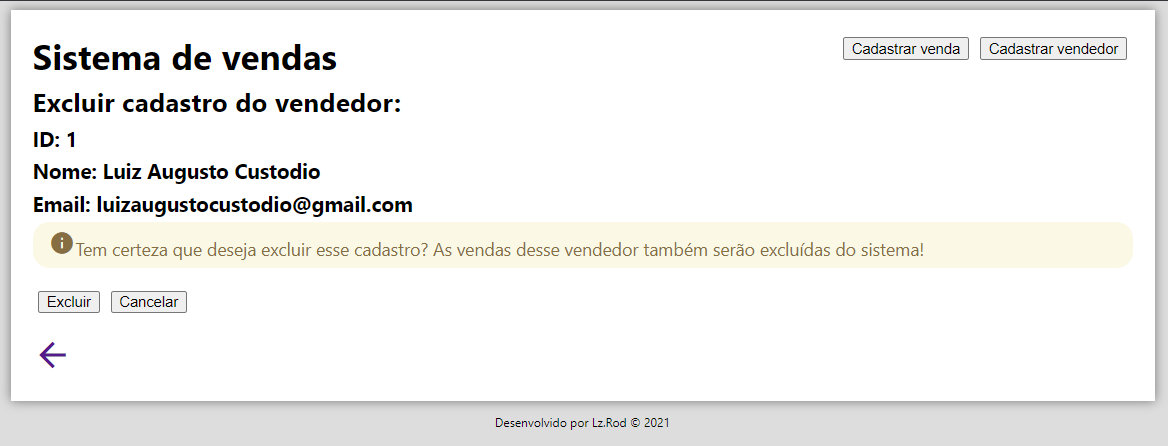 Sistema de vendas
Cadastrar venda
Cadastrar vendedor
Excluir cadastro do vendedor:
ID: 1
Nome: Luiz Augusto Custodio
Email: luizaugustocustodio@gmail.com
Tem certeza que deseja excluir esse cadastro? As vendas desse vendedor também serão excluídas do sistema!
Excluir
Cancelar
Desenvolvido por Lz.Rod © 2021